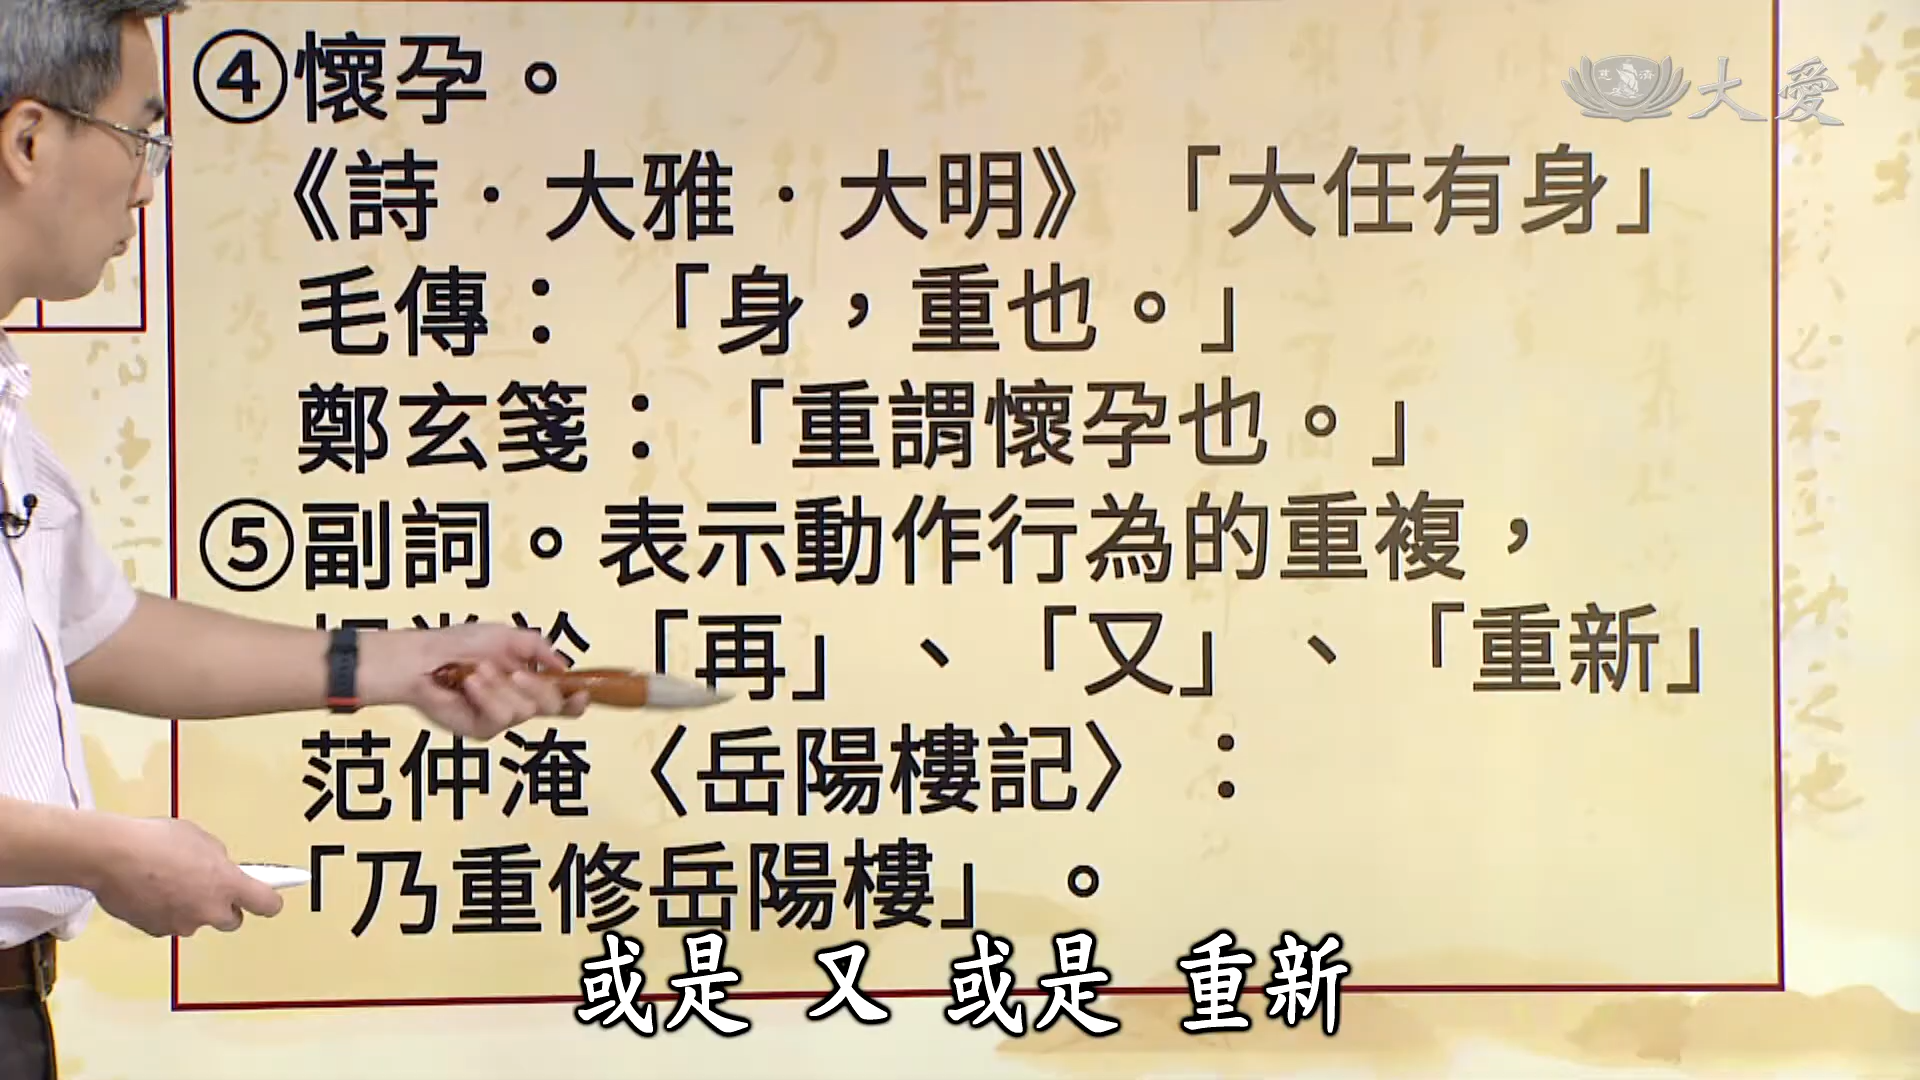 大愛
④懷孕。
《詩．大雅．大明》「大任有身」
毛傳：「身，重也。」
鄭玄箋：「重謂懷孕也。」
⑤副詞。表示動作行為的重複，
「再」、「又」、「重新」
范仲淹〈岳陽樓記〉：
「乃重修岳陽樓」。
或是 又 或是 重新